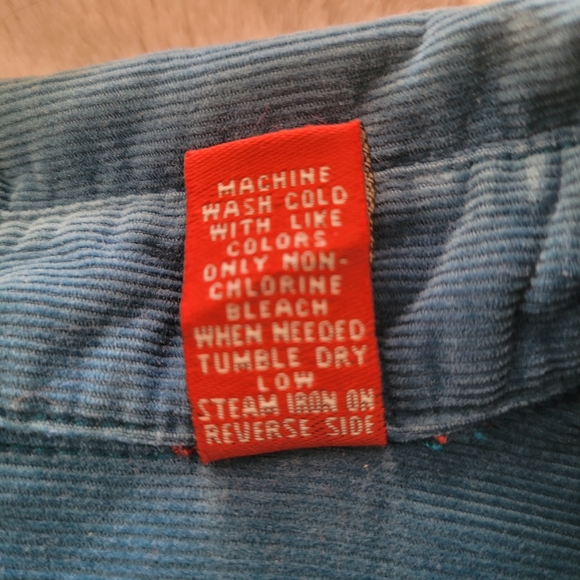 MACHINE
WASH COLD
WITH LIKE
COLORS
ONLY NON-
CHLORINE
BLEACH
WHEN NEEDED
TUMBLE DRY
LOW
STEAM IRON ON
REVERSE SIDE